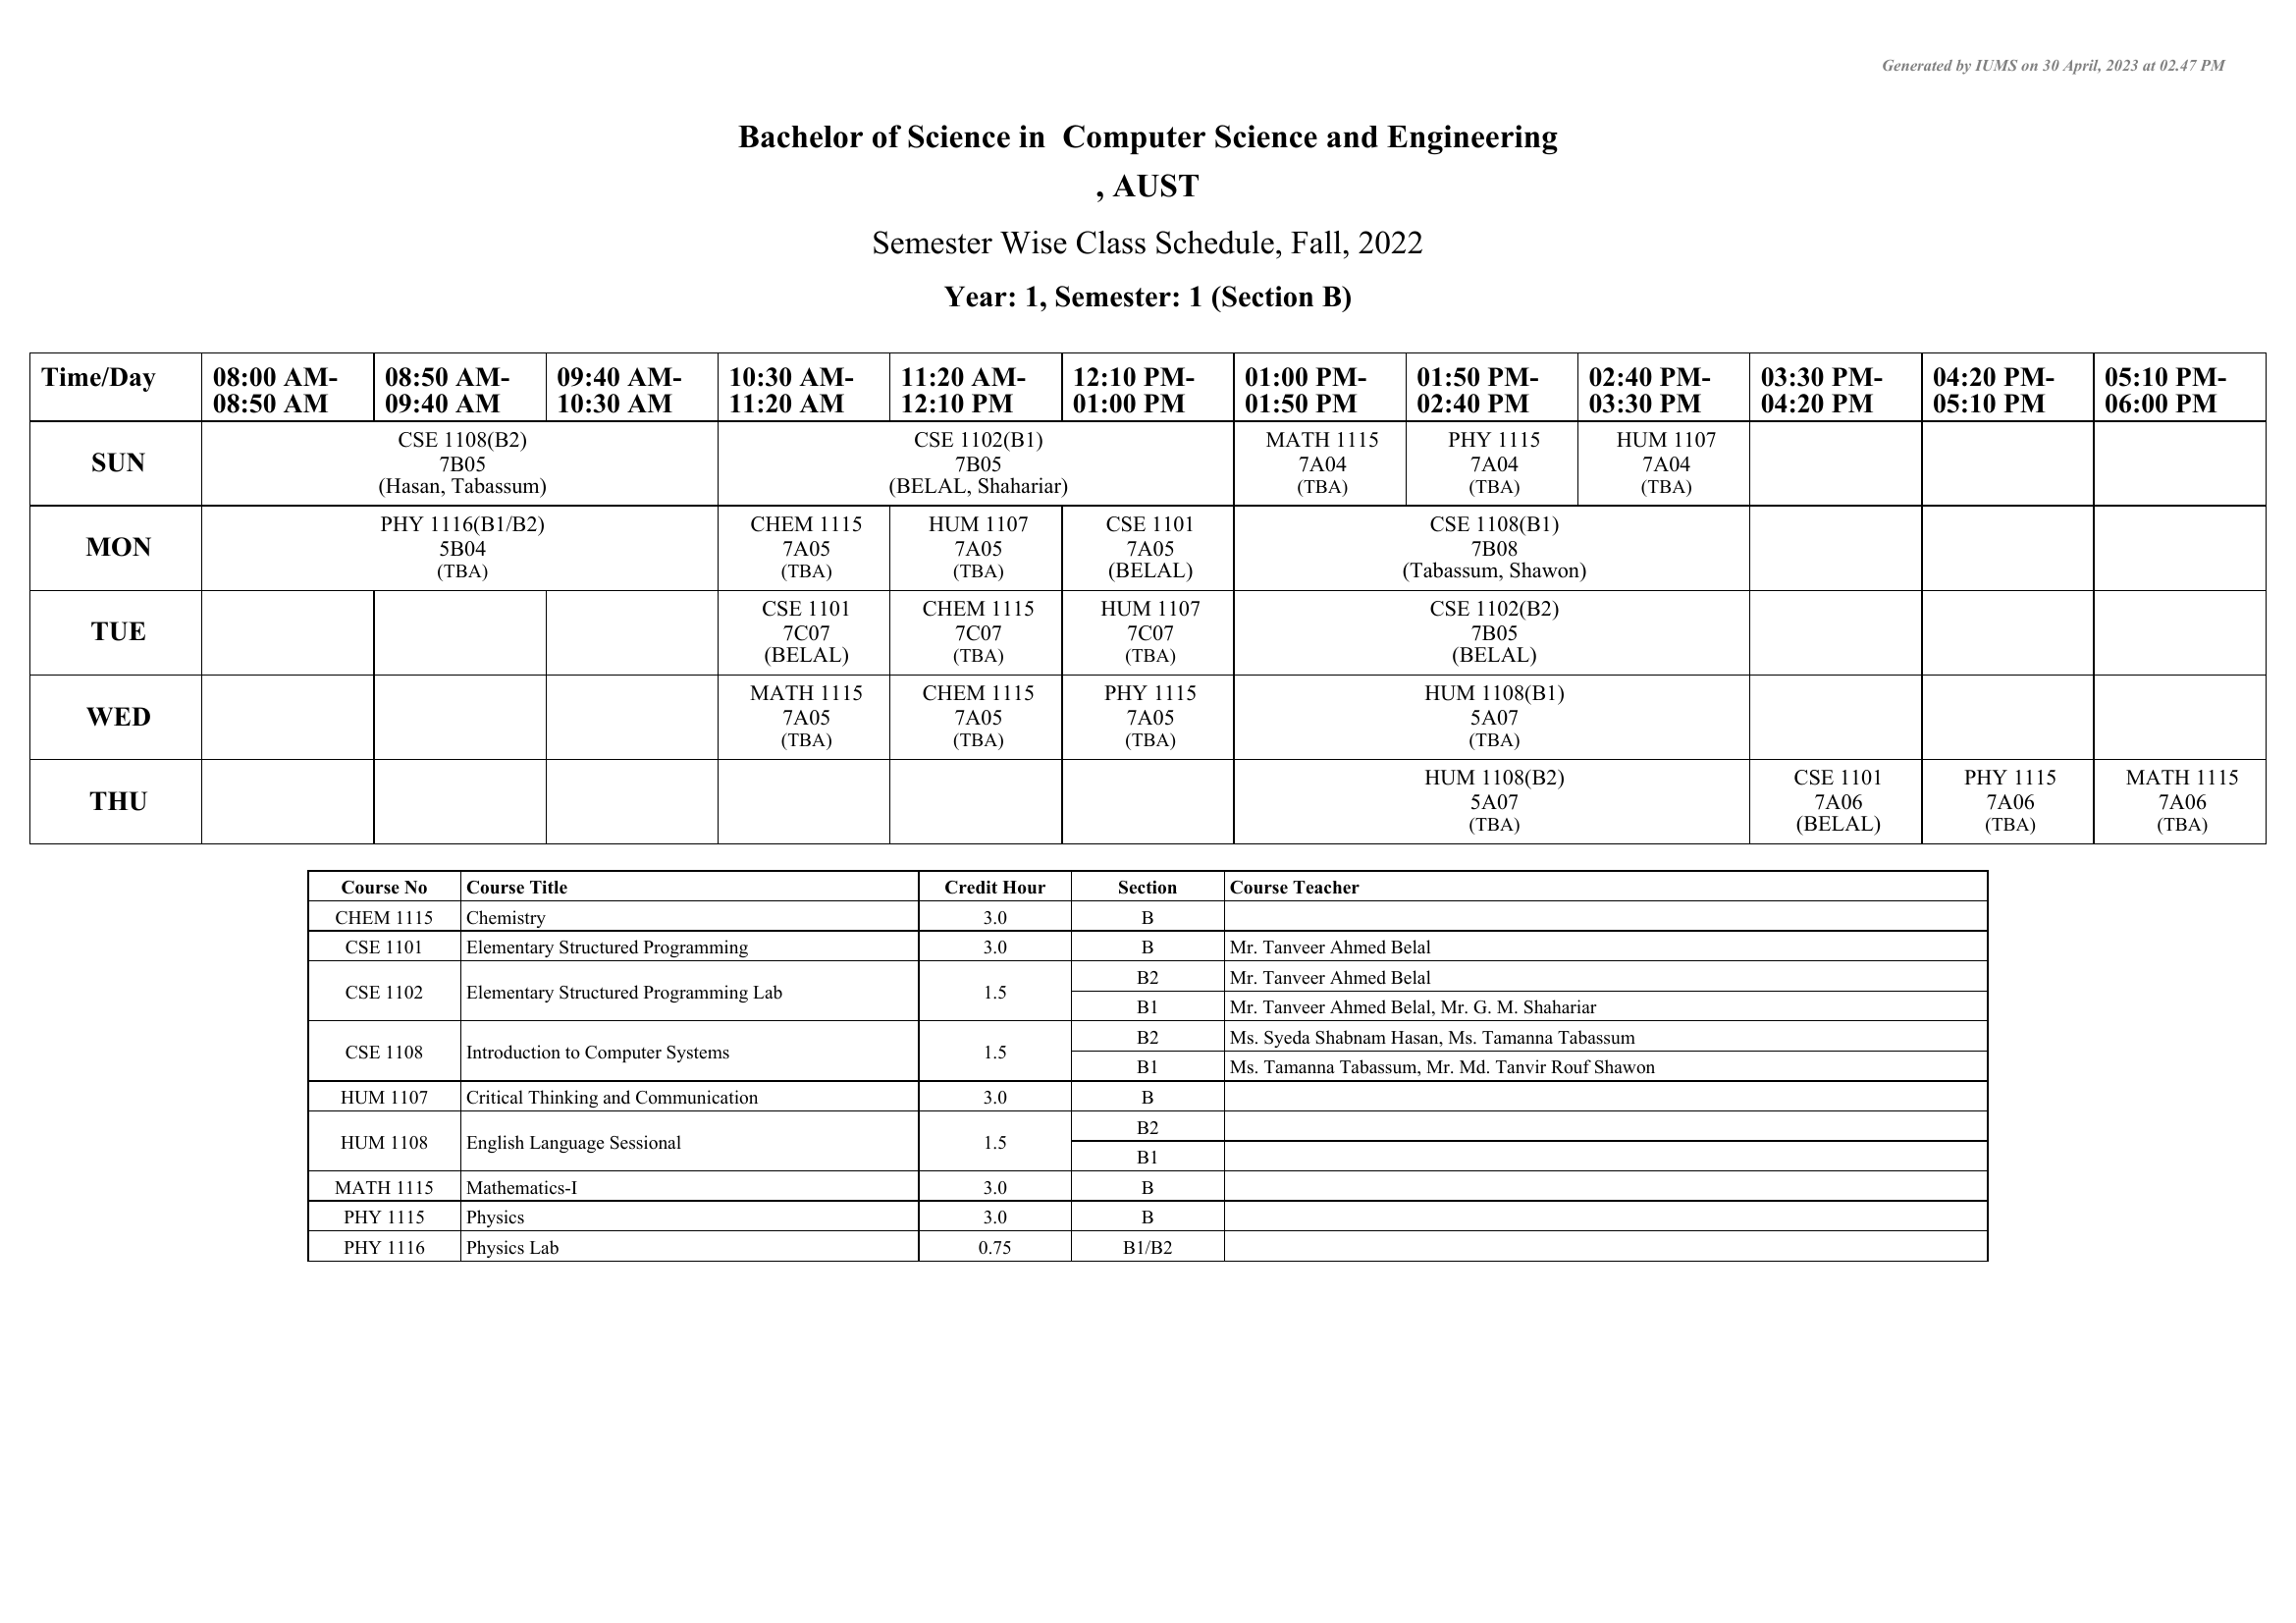 Generated by IUMS on 30 April, 2023 at 02.47 PM
Bachelor of Science in  Computer Science and Engineering
, AUST
Semester Wise Class Schedule, Fall, 2022
Year: 1, Semester: 1 (Section B)
Time/Day 08:00 AM-08:50 AM 08:50 AM-09:40 AM 09:40 AM-10:30 AM 10:30 AM-11:20 AM 11:20 AM-12:10 PM 12:10 PM-01:00 PM 01:00 PM-01:50 PM 01:50 PM-02:40 PM 02:40 PM-03:30 PM 03:30 PM-04:20 PM 04:20 PM-05:10 PM 05:10 PM-06:00 PM
SUN
CSE 1108(B2)
7B05
(Hasan, Tabassum)
CSE 1102(B1)
7B05
(BELAL, Shahariar)
MATH 1115
7A04
(TBA)
PHY 1115
7A04
(TBA)
HUM 1107
7A04
(TBA)
MON
PHY 1116(B1/B2)
5B04
(TBA)
CHEM 1115
7A05
(TBA)
HUM 1107
7A05
(TBA)
CSE 1101
7A05
(BELAL)
CSE 1108(B1)
7B08
(Tabassum, Shawon)
TUE
CSE 1101
7C07
(BELAL)
CHEM 1115
7C07
(TBA)
HUM 1107
7C07
(TBA)
CSE 1102(B2)
7B05
(BELAL)
WED
MATH 1115
7A05
(TBA)
CHEM 1115
7A05
(TBA)
PHY 1115
7A05
(TBA)
HUM 1108(B1)
5A07
(TBA)
THU
HUM 1108(B2)
5A07
(TBA)
CSE 1101
7A06
(BELAL)
PHY 1115
7A06
(TBA)
MATH 1115
7A06
(TBA)
Course No Course Title Credit Hour Section Course Teacher
CHEM 1115 Chemistry 3.0 B
CSE 1101 Elementary Structured Programming 3.0 B Mr. Tanveer Ahmed Belal
CSE 1102 Elementary Structured Programming Lab 1.5 B2 Mr. Tanveer Ahmed Belal
B1 Mr. Tanveer Ahmed Belal, Mr. G. M. Shahariar
CSE 1108 Introduction to Computer Systems 1.5 B2 Ms. Syeda Shabnam Hasan, Ms. Tamanna Tabassum
B1 Ms. Tamanna Tabassum, Mr. Md. Tanvir Rouf Shawon
HUM 1107 Critical Thinking and Communication 3.0 B
HUM 1108 English Language Sessional 1.5 B2
B1
MATH 1115 Mathematics-I 3.0 B
PHY 1115 Physics 3.0 B
PHY 1116 Physics Lab 0.75 B1/B2